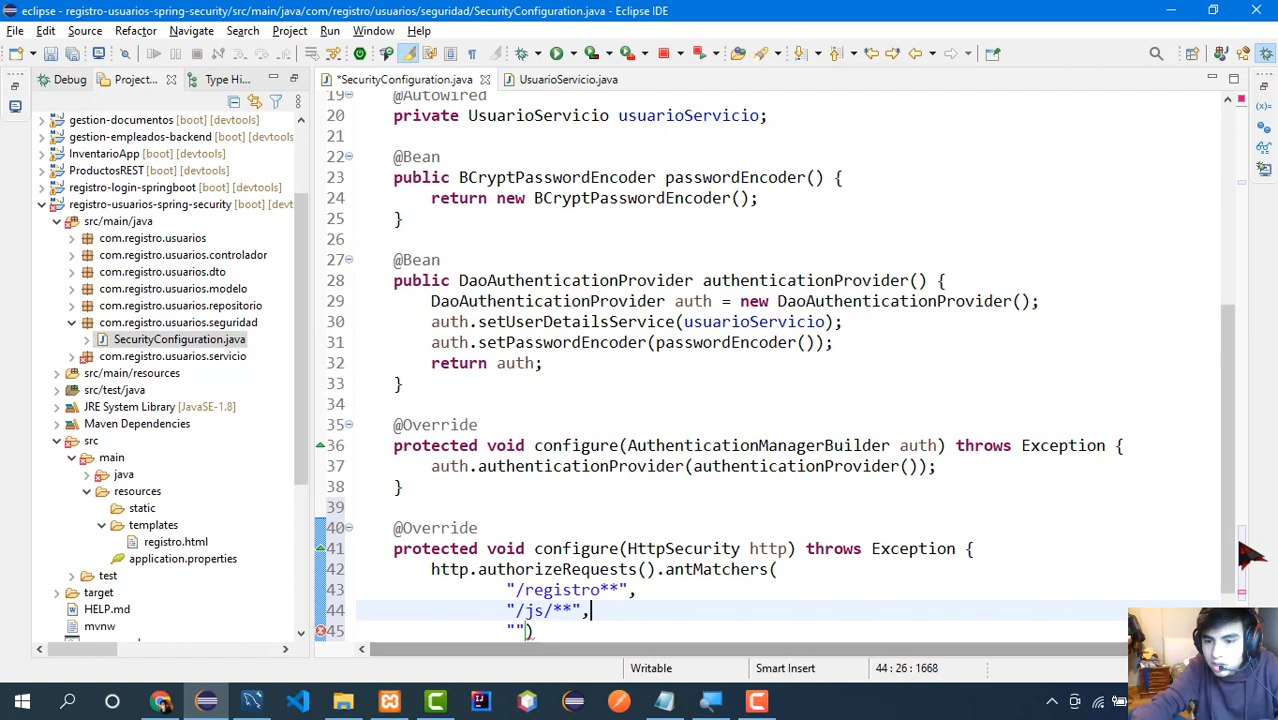 eclipse - registro-usuarios-spring-security/src/main/java/com/registro/usuarios/seguridad/SecurityConfiguration.java - Eclipse IDE
File Edit Source Refactor Navigate Search Project Run Window Help
Debug Project... Type Hi...
*SecurityConfiguration.java UsuarioServicio.java
gestion-documentos [boot] [devtools]
gestion-empleados-backend [boot] [devtools]
InventarioApp [boot] [devtools]
ProductosREST [boot] [devtools]
registro-login-springboot [boot] [devtools]
registro-usuarios-spring-security [boot] [devt
src/main/java
com.registro.usuarios
com.registro.usuarios.controlador
com.registro.usuarios.dto
com.registro.usuarios.modelo
com.registro.usuarios.repositorio
com.registro.usuarios.seguridad
SecurityConfiguration.java
com.registro.usuarios.servicio
src/main/resources
src/test/java
JRE System Library [JavaSE-1.8]
Maven Dependencies
src
main
java
resources
static
templates
registro.html
application.properties
test
target
HELP.md
mvnw
19 @Autowired
20 private UsuarioServicio usuarioServicio;
21
22 @Bean
23 public BCryptPasswordEncoder passwordEncoder() {
24 return new BCryptPasswordEncoder();
25 }
26
27 @Bean
28 public DaoAuthenticationProvider authenticationProvider() {
29 DaoAuthenticationProvider auth = new DaoAuthenticationProvider();
30 auth.setUserDetailsService(usuarioServicio);
31 auth.setPasswordEncoder(passwordEncoder());
32 return auth;
33 }
34
35 @Override
36 protected void configure(AuthenticationManagerBuilder auth) throws Exception {
37 auth.authenticationProvider(authenticationProvider());
38 }
39
40 @Override
41 protected void configure(HttpSecurity http) throws Exception {
42 http.authorizeRequests().antMatchers(
43 "/registro**",
44 "/js/**",
45 "")
Writable Smart Insert 44 : 26 : 1668